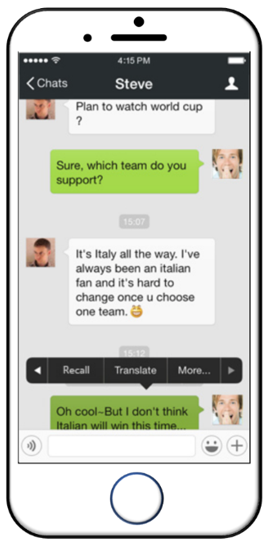 4:15 PM
Chats
Steve
Plan to watch world cup
?
Sure, which team do you
support?
15:07
It's Italy all the way. I've
always been an italian
fan and it's hard to
change once u choose
one team.
15:12
Recall Translate More...
Oh cool~But I don't think
Italian will win this time...